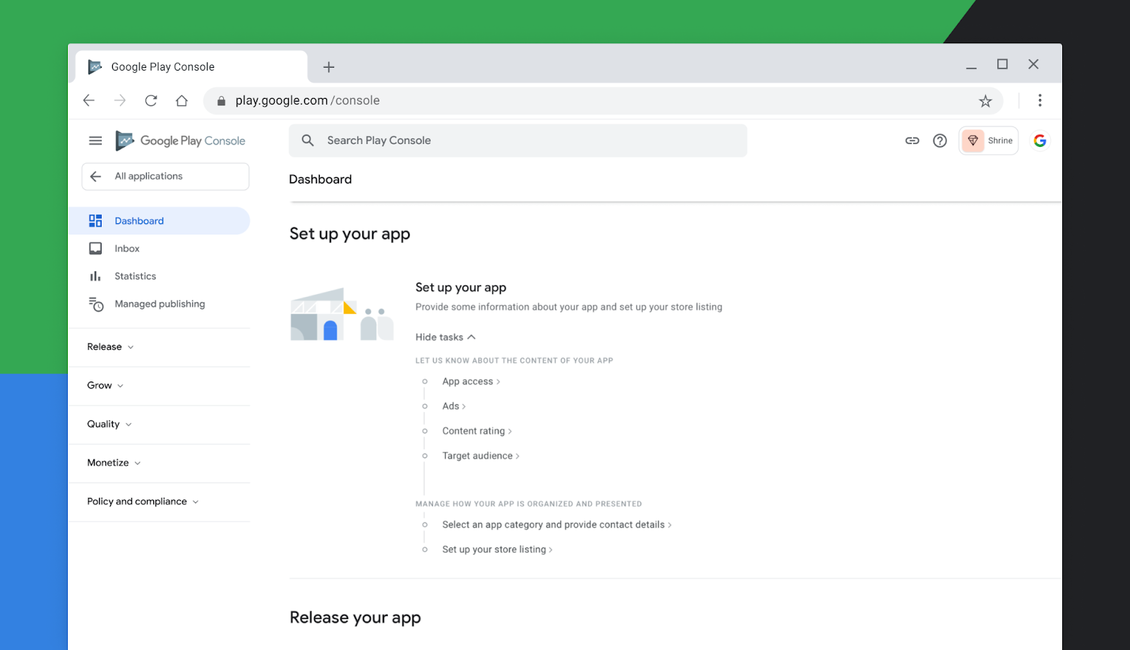 Google Play Console
play.google.com/console
Google Play Console
Search Play Console
Shrine
All applications
Dashboard
Dashboard
Inbox
Statistics
Managed publishing
Release
Grow
Quality
Monetize
Policy and compliance
Set up your app
Set up your app
Provide some information about your app and set up your store listing
Hide tasks
LET US KNOW ABOUT THE CONTENT OF YOUR APP
App access
Ads
Content rating
Target audience
MANAGE HOW YOUR APP IS ORGANIZED AND PRESENTED
Select an app category and provide contact details
Set up your store listing
Release your app